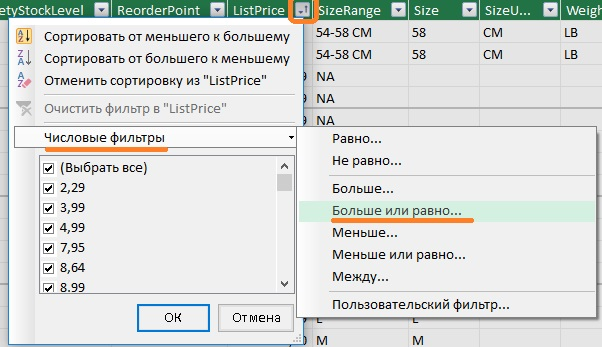 etyStockLevel ReorderPoint ListPrice SizeRange Size SizeU... Weigh
Сортировать от меньшего к большему
Сортировать от большего к меньшему
Отменить сортировку из "ListPrice"
Очистить фильтр в "ListPrice"
Числовые фильтры
(Выбрать все)
2,29
3,99
4,99
7,95
8,64
8,99
ОК Отмена
54-58 CM 58 CM LB
54-58 CM 58 CM LB
NA
NA
NA
Равно...
Не равно...
Больше...
Больше или равно...
Меньше...
Меньше или равно...
Между...
Пользовательский фильтр...
L L
M M